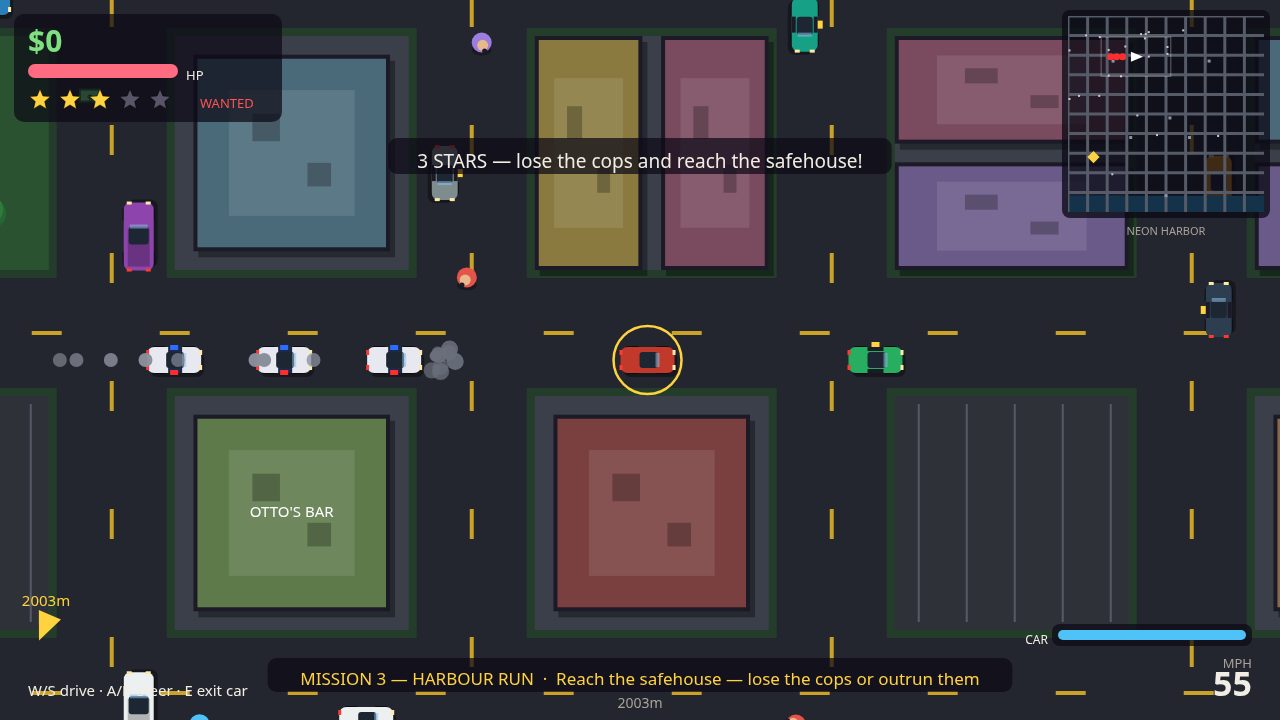 $0
HP
WANTED
3 STARS — lose the cops and reach the safehouse!
NEON HARBOR
OTTO'S BAR
2003m
CAR
MPH
55
MISSION 3 — HARBOUR RUN · Reach the safehouse — lose the cops or outrun them
W/S drive · A/ eer · E exit car
2003m